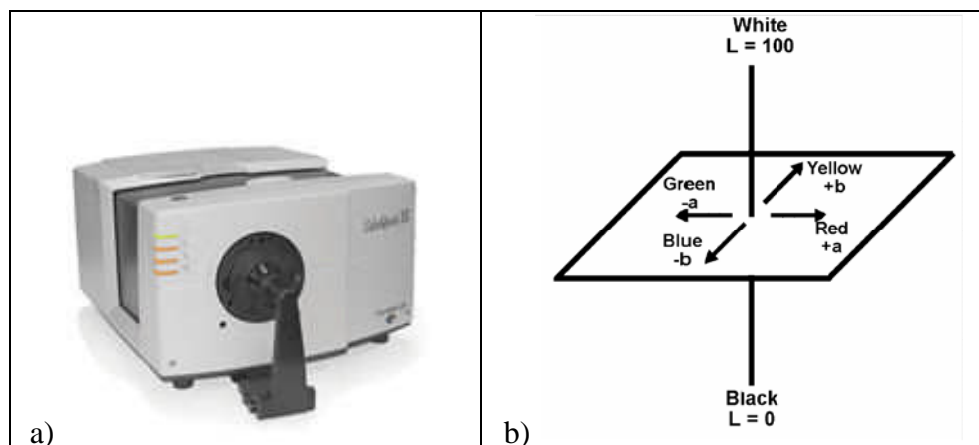 a)
White
L = 100
Yellow
+b
Green
-a
Red
+a
Blue
-b
Black
L = 0
b)